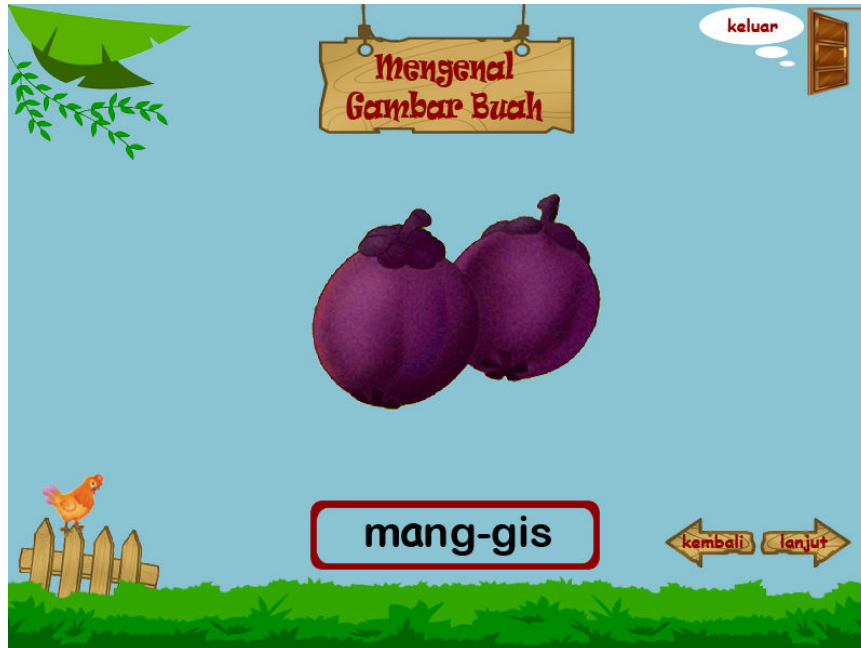 Mengenal
Gambar Buah
keluar
mang-gis
kembali
lanjut